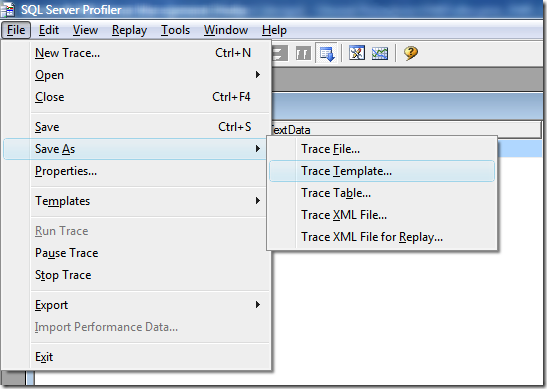 SQL Server Profiler
File Edit View Replay Tools Window Help
New Trace... Ctrl+N
Open
Close Ctrl+F4
Save Ctrl+S
TextData
Save As
Trace File...
Properties...
Trace Template...
Templates
Trace Table...
Trace XML File...
Run Trace
Trace XML File for Replay...
Pause Trace
Stop Trace
Export
Import Performance Data...
Exit